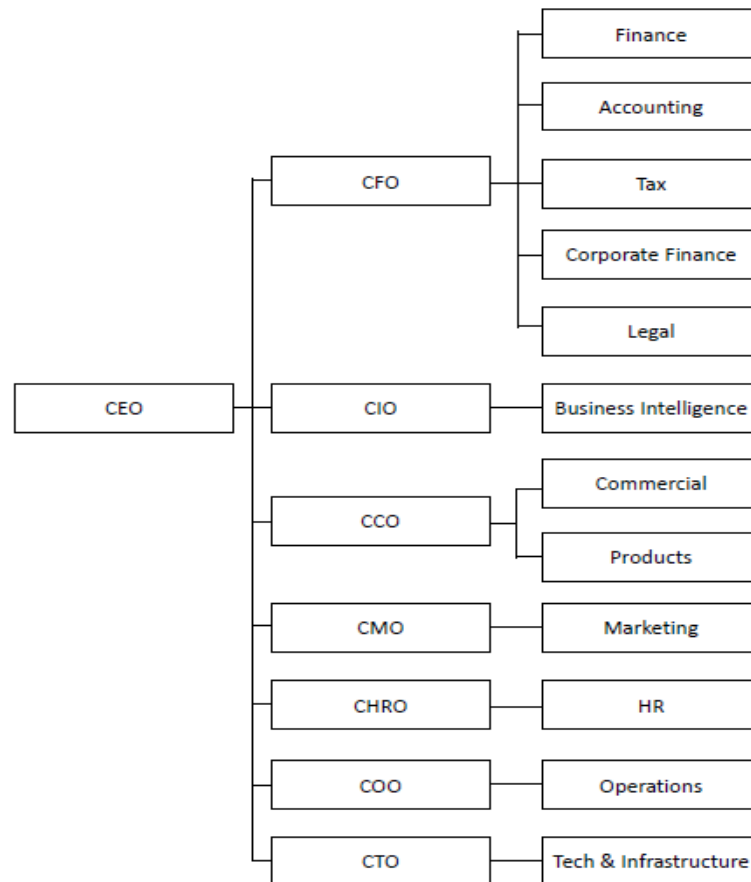 Finance
Accounting
CFO
Tax
Corporate Finance
Legal
CEO
CIO
Business Intelligence
Commercial
CCO
Products
CMO
Marketing
CHRO
HR
COO
Operations
CTO
Tech & Infrastructure